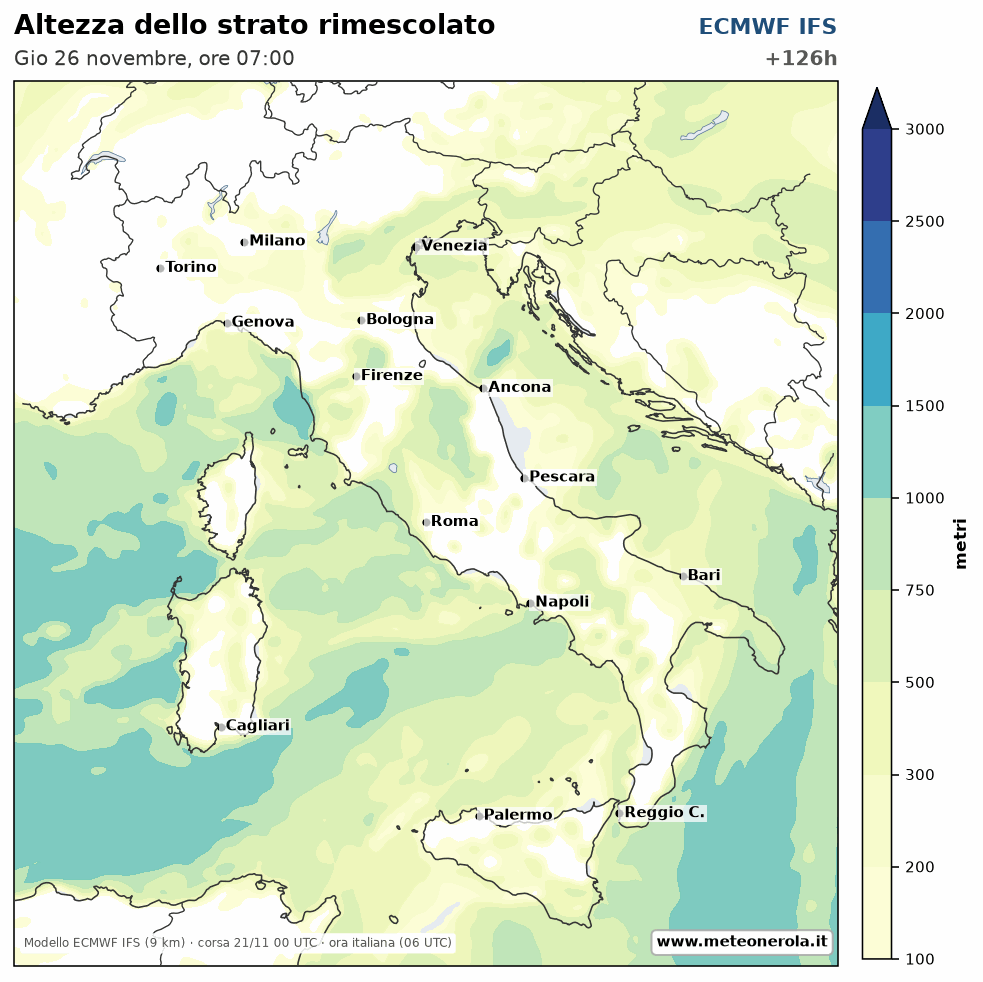 Altezza dello strato rimescolato
ECMWF IFS
Gio 26 novembre, ore 07:00
+126h
Milano
Venezia
Torino
Genova
Bologna
Firenze
Ancona
Pescara
Roma
Bari
Napoli
Cagliari
Palermo
Reggio C.
3000
2500
2000
1500
1000
750
500
300
200
100
metri
Modello ECMWF IFS (9 km) · corsa 21/11 00 UTC · ora italiana (06 UTC)
www.meteonerola.it